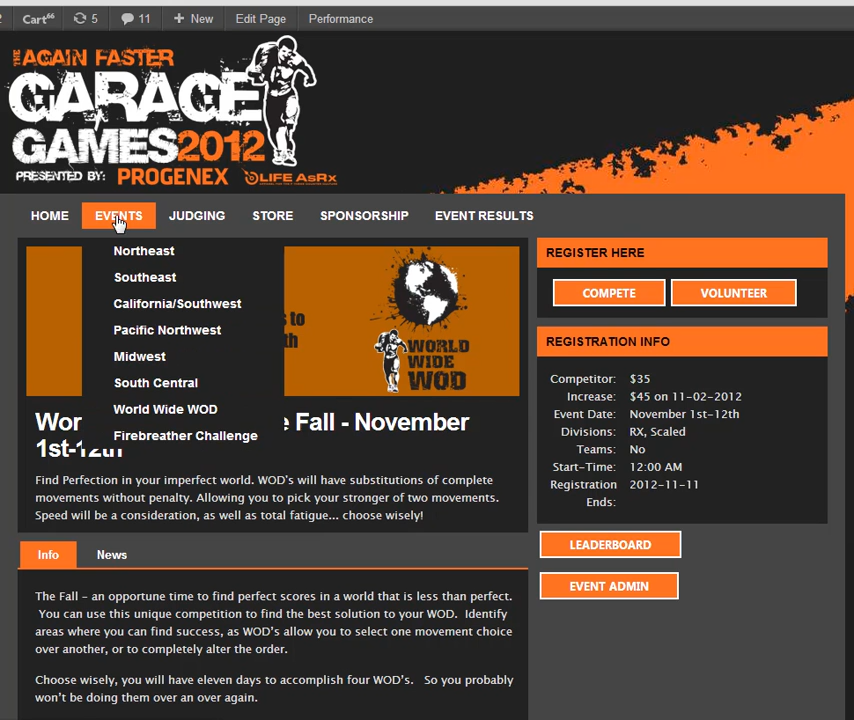 Cart66 5 11 New Edit Page Performance
THE AGAIN FASTER
GARAGE
GAMES 2012
PRESENTED BY: PROGENEX LIFE AsRx
HOME EVENTS JUDGING STORE SPONSORSHIP EVENT RESULTS
Northeast
Southeast
California/Southwest
Pacific Northwest
Midwest
South Central
World Wide WOD
Firebreather Challenge
WORLD
WIDE
WOD
Fall - November
1st-12th
Find Perfection in your imperfect world. WOD's will have substitutions of complete
movements without penalty. Allowing you to pick your stronger of two movements.
Speed will be a consideration, as well as total fatigue... choose wisely!
Info News
The Fall – an opportune time to find perfect scores in a world that is less than perfect.
You can use this unique competition to find the best solution to your WOD. Identify
areas where you can find success, as WOD's allow you to select one movement choice
over another, or to completely alter the order.
Choose wisely, you will have eleven days to accomplish four WOD's. So you probably
won't be doing them over an over again.
REGISTER HERE
COMPETE VOLUNTEER
REGISTRATION INFO
Competitor: $35
Increase: $45 on 11-02-2012
Event Date: November 1st-12th
Divisions: RX, Scaled
Teams: No
Start-Time: 12:00 AM
Registration 2012-11-11
Ends:
LEADERBOARD
EVENT ADMIN